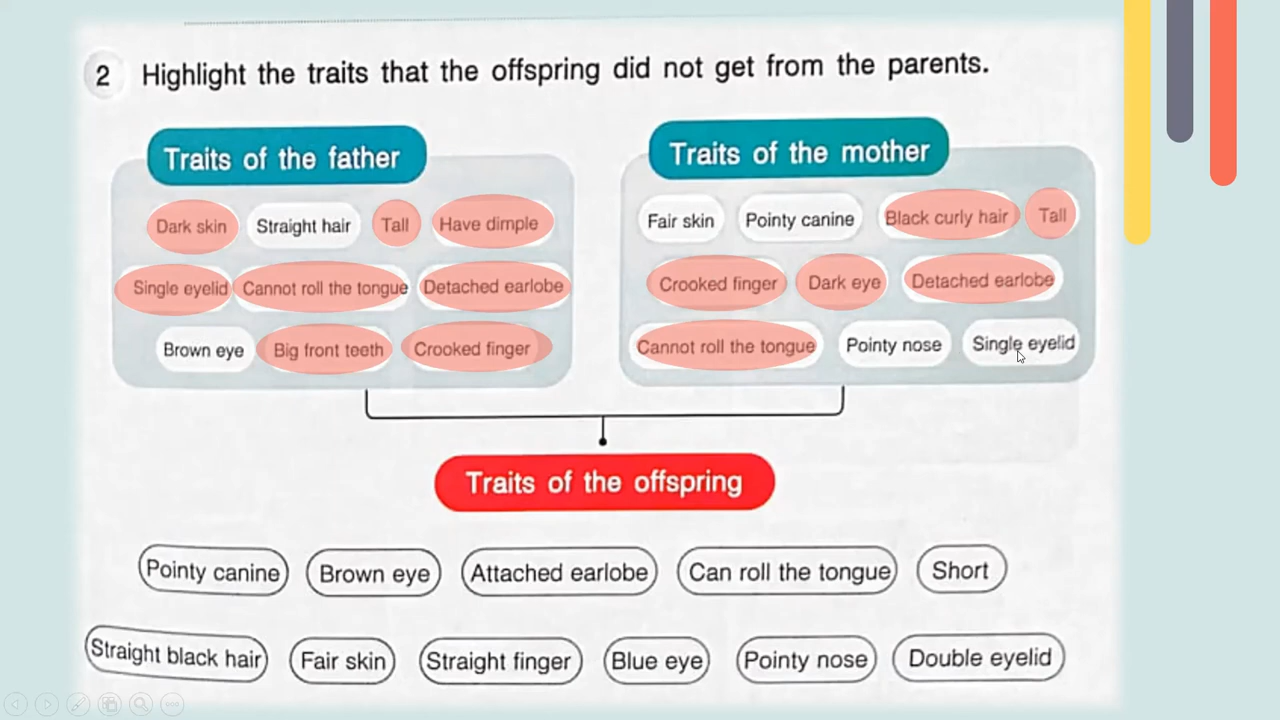 2 Highlight the traits that the offspring did not get from the parents.
Traits of the father
Dark skin Straight hair Tall Have dimple
Single eyelid Cannot roll the tongue Detached earlobe
Brown eye Big front teeth Crooked finger
Traits of the mother
Fair skin Pointy canine Black curly hair Tall
Crooked finger Dark eye Detached earlobe
Cannot roll the tongue Pointy nose Single eyelid
Traits of the offspring
Pointy canine Brown eye Attached earlobe Can roll the tongue Short
Straight black hair Fair skin Straight finger Blue eye Pointy nose Double eyelid